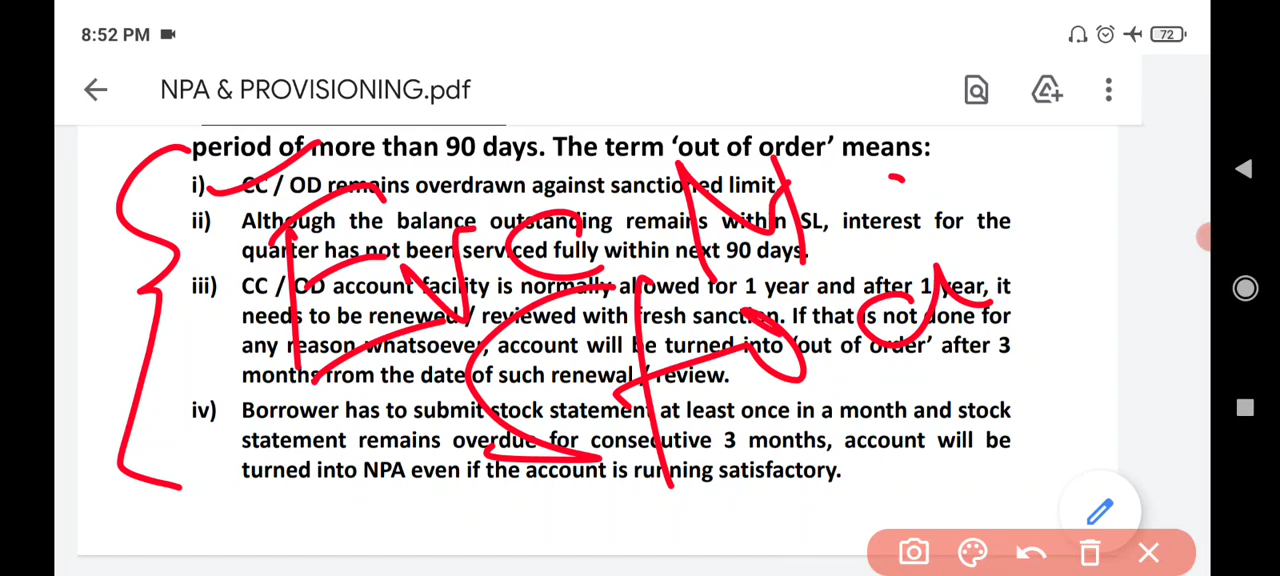 8:52 PM
72
NPA & PROVISIONING.pdf
period of more than 90 days. The term ‘out of order’ means:
i) CC / OD remains overdrawn against sanctioned limit
ii) Although the balance outstanding remains within SL, interest for the
quarter has not been serviced fully within next 90 days.
iii) CC / OD account facility is normally allowed for 1 year and after 1 year, it
needs to be renewed / reviewed with fresh sanction. If that is not done for
any reason whatsoever, account will be turned into ‘out of order’ after 3
months from the date of such renewal / review.
iv) Borrower has to submit stock statement at least once in a month and stock
statement remains overdue for consecutive 3 months, account will be
turned into NPA even if the account is running satisfactory.